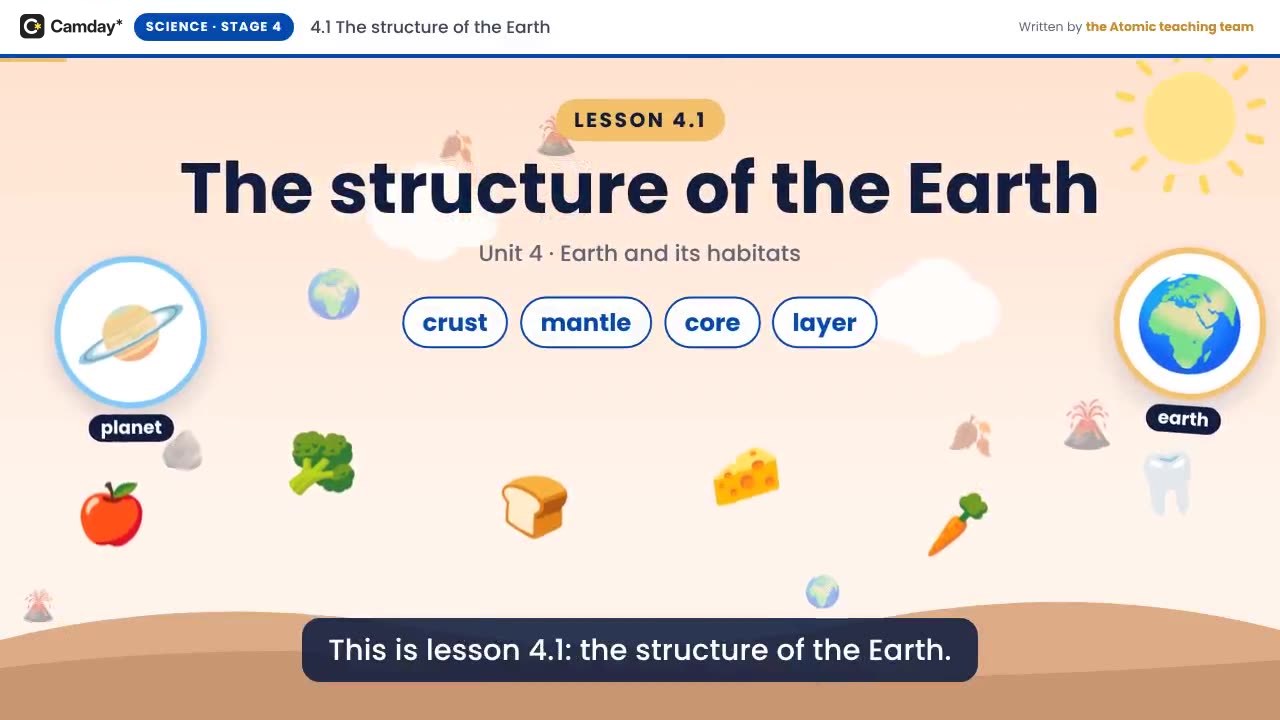 Camday*
SCIENCE · STAGE 4
4.1 The structure of the Earth
Written by the Atomic teaching team
LESSON 4.1
The structure of the Earth
Unit 4 · Earth and its habitats
crust
mantle
core
layer
planet
earth
This is lesson 4.1: the structure of the Earth.